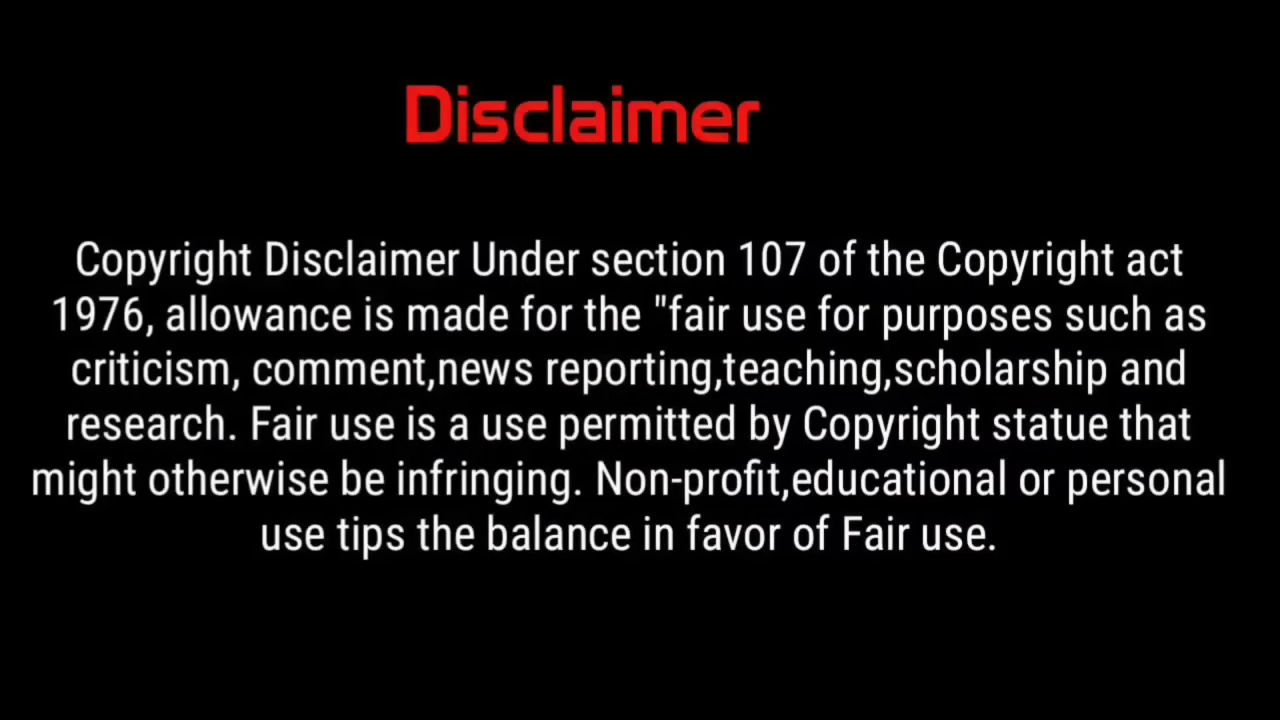 Disclaimer
Copyright Disclaimer Under section 107 of the Copyright act
1976, allowance is made for the "fair use for purposes such as
criticism, comment,news reporting,teaching,scholarship and
research. Fair use is a use permitted by Copyright statue that
might otherwise be infringing. Non-profit,educational or personal
use tips the balance in favor of Fair use.